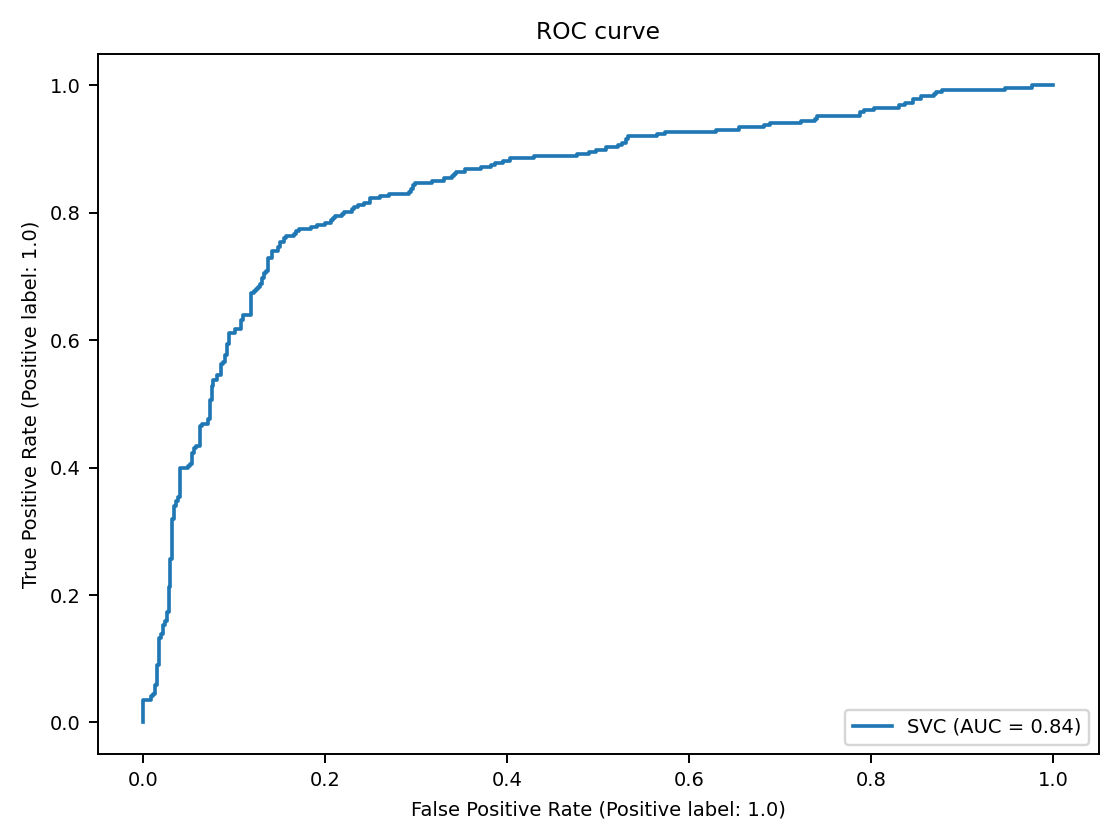 ROC curve
True Positive Rate (Positive label: 1.0)
1.0
0.8
0.6
0.4
0.2
0.0
SVC (AUC = 0.84)
0.0 0.2 0.4 0.6 0.8 1.0
False Positive Rate (Positive label: 1.0)